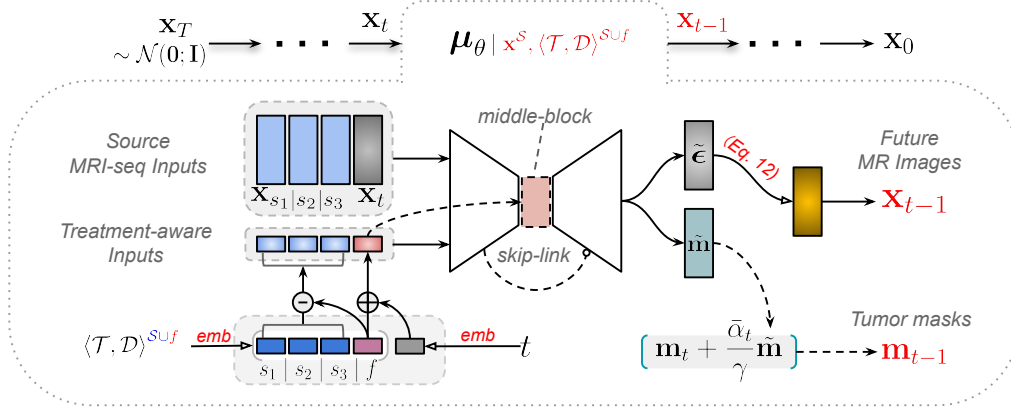 x_T ∼ N(0; I) · · · x_t μ_θ | x^S, ⟨T, D⟩^{S∪f} x_{t−1} · · · x_0
middle-block
Source
MRI-seq Inputs
x_{s_1} | s_2 | s_3 x_t
ϵ̃
(Eq. 12)
Future
MR Images
x_{t−1}
Treatment-aware
Inputs
skip-link
m̃
− +
⟨T, D⟩^{S∪f} emb
s_1 | s_2 | s_3 | f
emb t
m_t + \frac{ᾱ_t}{γ} m̃
Tumor masks
m_{t−1}